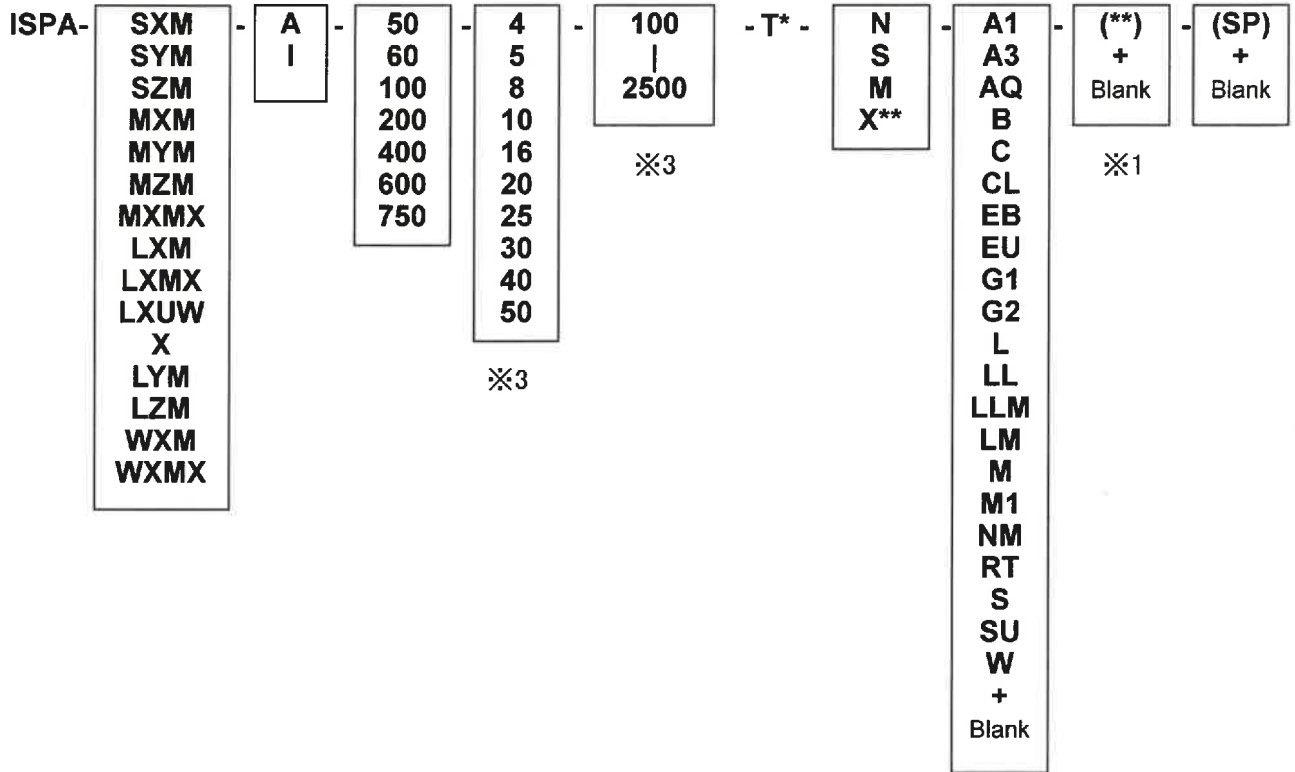 ISPA- SXM - A - 50 - 4 - 100 - T* - N - A1 - (**) - (SP)
SYM I 60 5 | S A3 + +
SZM 100 8 2500 M AQ Blank Blank
MXM 200 10 X** B
MYM 400 16 ※3 C ※1
MZM 600 20 CL
MXMX 750 25 EB
LXM 30 EU
LXMX 40 G1
LXUW 50 G2
X L
LYM ※3 LL
LZM LLM
WXM LM
WXMX M
M1
NM
RT
S
SU
W
+
Blank